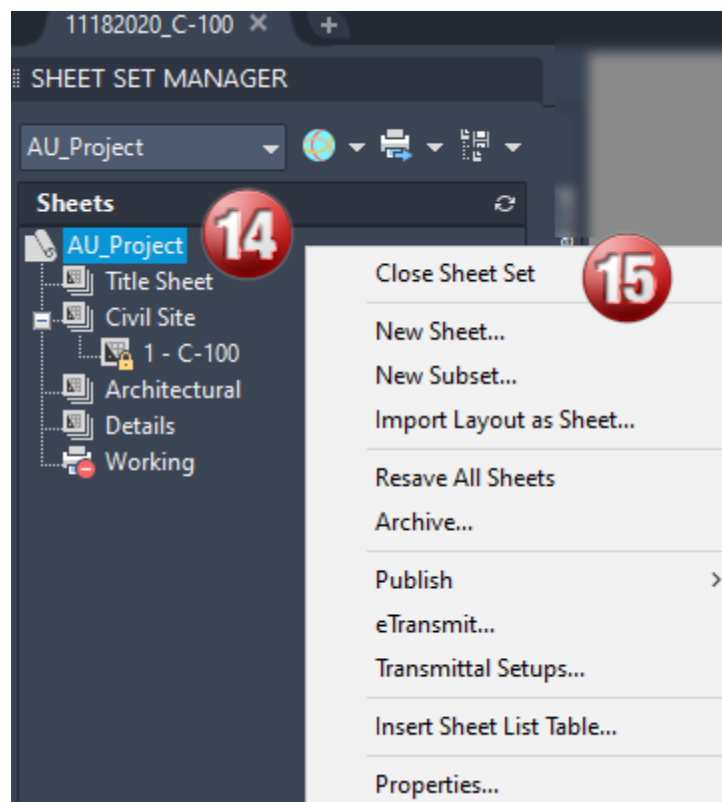 11182020_C-100 × +
SHEET SET MANAGER
AU_Project
Sheets
14
AU_Project
Title Sheet
Civil Site
1 - C-100
Architectural
Details
Working
Close Sheet Set
15
New Sheet...
New Subset...
Import Layout as Sheet...
Resave All Sheets
Archive...
Publish >
eTransmit...
Transmittal Setups...
Insert Sheet List Table...
Properties...